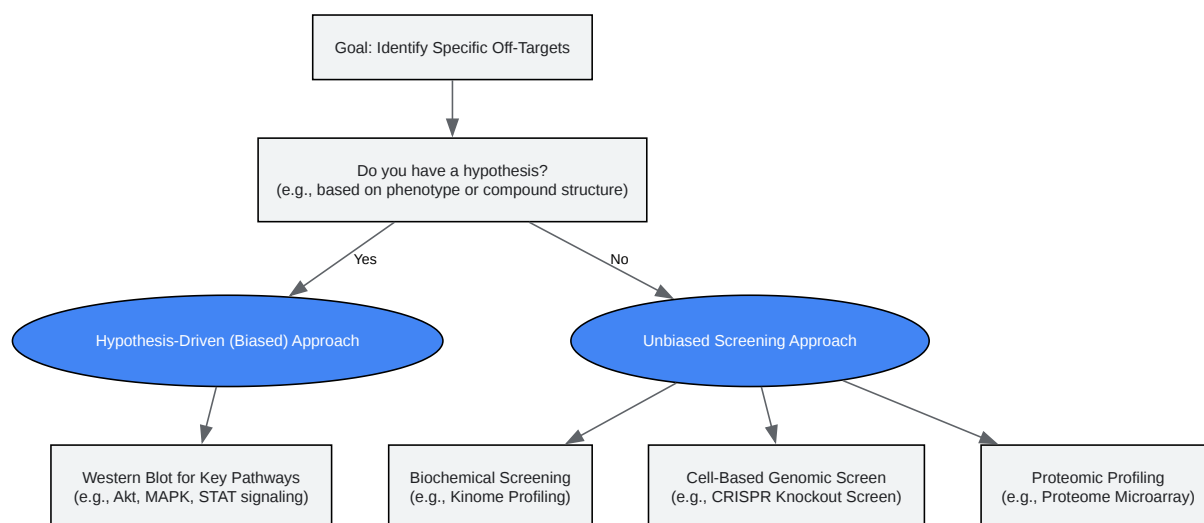 Goal: Identify Specific Off-Targets
Do you have a hypothesis?
(e.g., based on phenotype or compound structure)
Yes
No
Hypothesis-Driven (Biased) Approach
Unbiased Screening Approach
Western Blot for Key Pathways
(e.g., Akt, MAPK, STAT signaling)
Biochemical Screening
(e.g., Kinome Profiling)
Cell-Based Genomic Screen
(e.g., CRISPR Knockout Screen)
Proteomic Profiling
(e.g., Proteome Microarray)